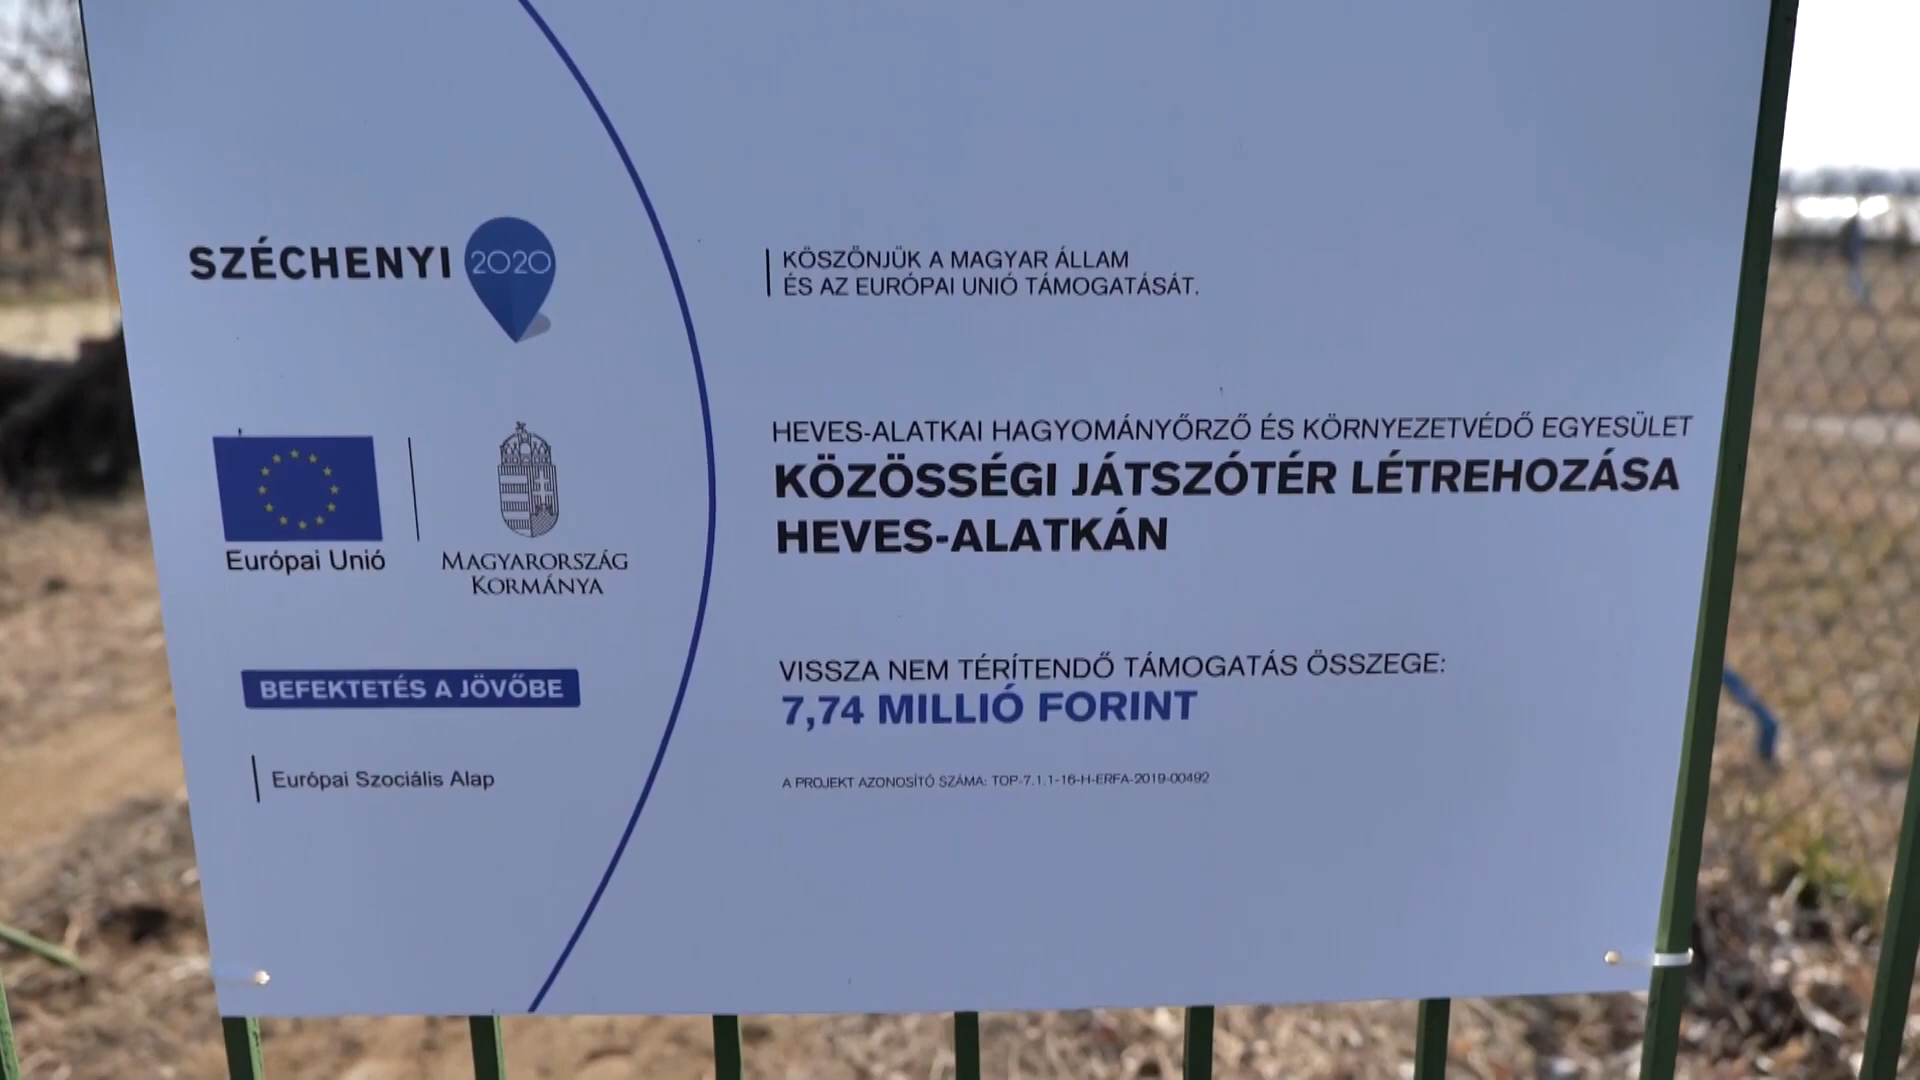 SZÉCHENYI 2020
KÖSZÖNJÜK A MAGYAR ÁLLAM
ÉS AZ EURÓPAI UNIÓ TÁMOGATÁSÁT.
Európai Unió
MAGYARORSZÁG
KORMÁNYA
HEVES-ALATKAI HAGYOMÁNYŐRZŐ ÉS KÖRNYEZETVÉDŐ EGYESÜLET
KÖZÖSSÉGI JÁTSZÓTÉR LÉTREHOZÁSA
HEVES-ALATKÁN
BEFEKTETÉS A JÖVŐBE
Európai Szociális Alap
VISSZA NEM TÉRÍTENDŐ TÁMOGATÁS ÖSSZEGE:
7,74 MILLIÓ FORINT
A PROJEKT AZONOSÍTÓ SZÁMA: TOP-7.1.1-16-H-ERFA-2019-00492